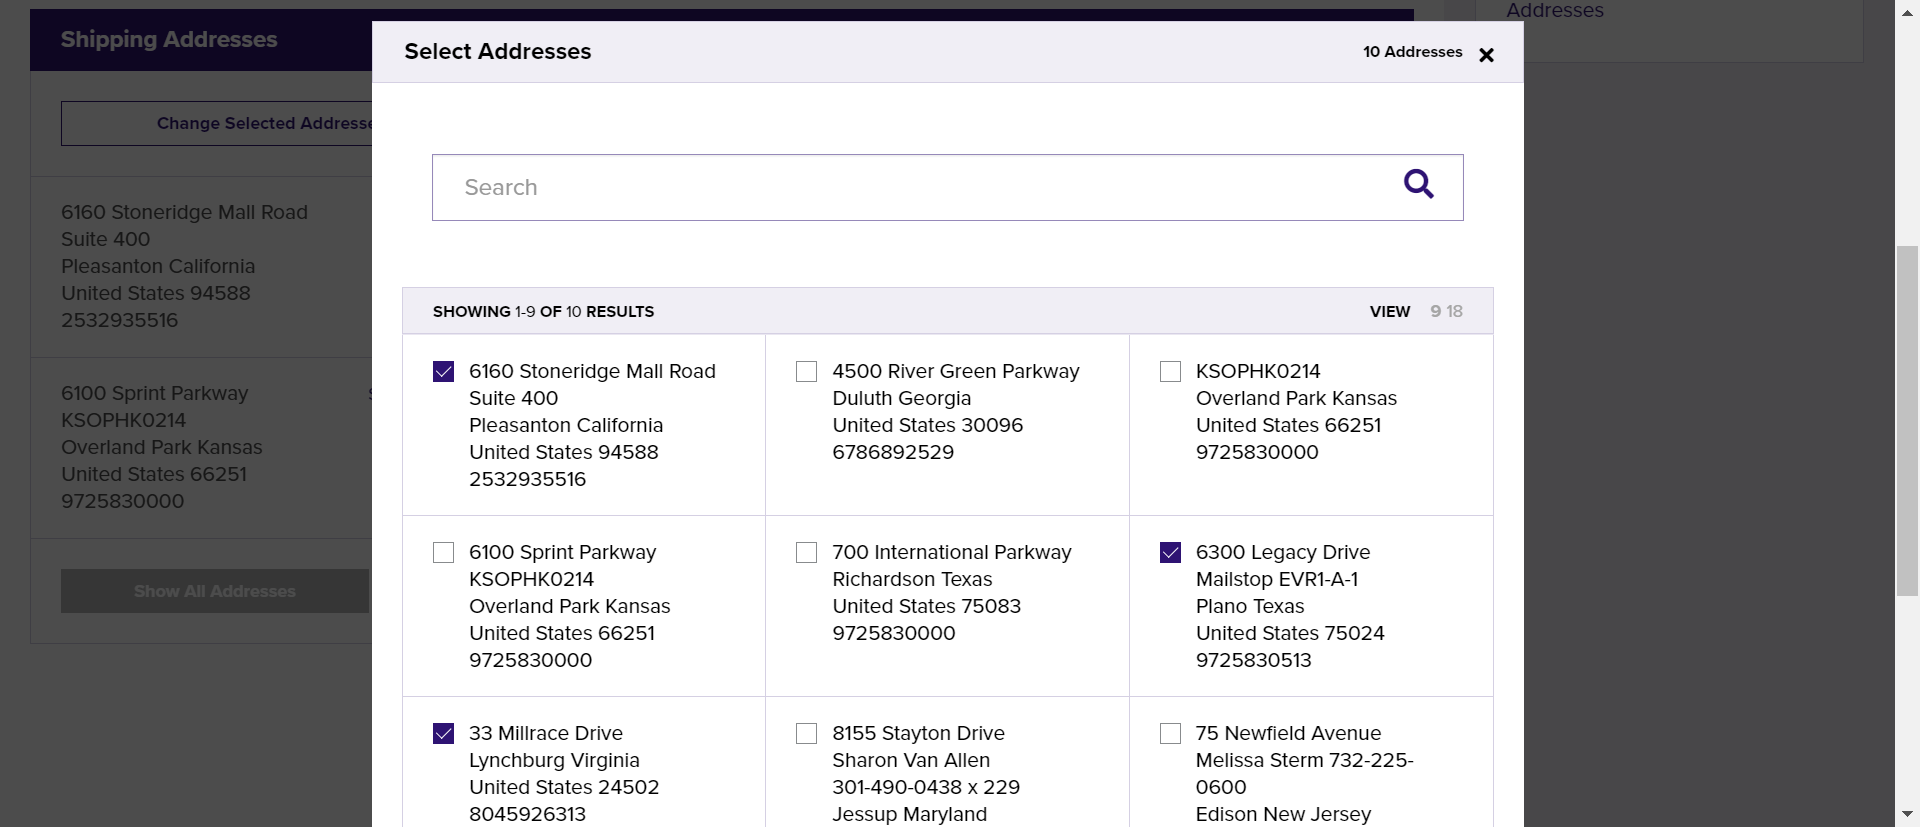 Addresses
Shipping Addresses
Change Selected Addresse
6160 Stoneridge Mall Road
Suite 400
Pleasanton California
United States 94588
2532935516
6100 Sprint Parkway
KSOPHK0214
Overland Park Kansas
United States 66251
9725830000
Show All Addresses
Select Addresses
10 Addresses
Search
SHOWING 1-9 OF 10 RESULTS
VIEW 9 18
6160 Stoneridge Mall Road
Suite 400
Pleasanton California
United States 94588
2532935516
4500 River Green Parkway
Duluth Georgia
United States 30096
6786892529
KSOPHK0214
Overland Park Kansas
United States 66251
9725830000
6100 Sprint Parkway
KSOPHK0214
Overland Park Kansas
United States 66251
9725830000
700 International Parkway
Richardson Texas
United States 75083
9725830000
6300 Legacy Drive
Mailstop EVR1-A-1
Plano Texas
United States 75024
9725830513
33 Millrace Drive
Lynchburg Virginia
United States 24502
8045926313
8155 Stayton Drive
Sharon Van Allen
301-490-0438 x 229
Jessup Maryland
75 Newfield Avenue
Melissa Sterm 732-225-
0600
Edison New Jersey